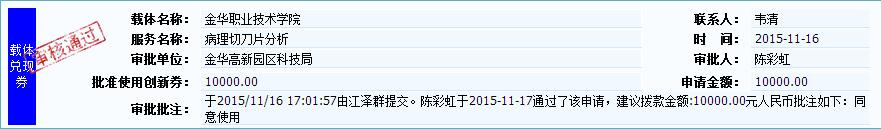 载体兑现券
审核通过
载体名称: 金华职业技术学院 联系人: 韦清
服务名称: 病理切刀片分析 时 间: 2015-11-16
审批单位: 金华高新园区科技局 审批人: 陈彩虹
批准使用创新券: 10000.00 申请金额: 10000.00
审批批注: 于2015/11/16 17:01:57由江泽群提交。陈彩虹于2015-11-17通过了该申请，建议拨款金额:10000.00元人民币批注如下：同
意使用